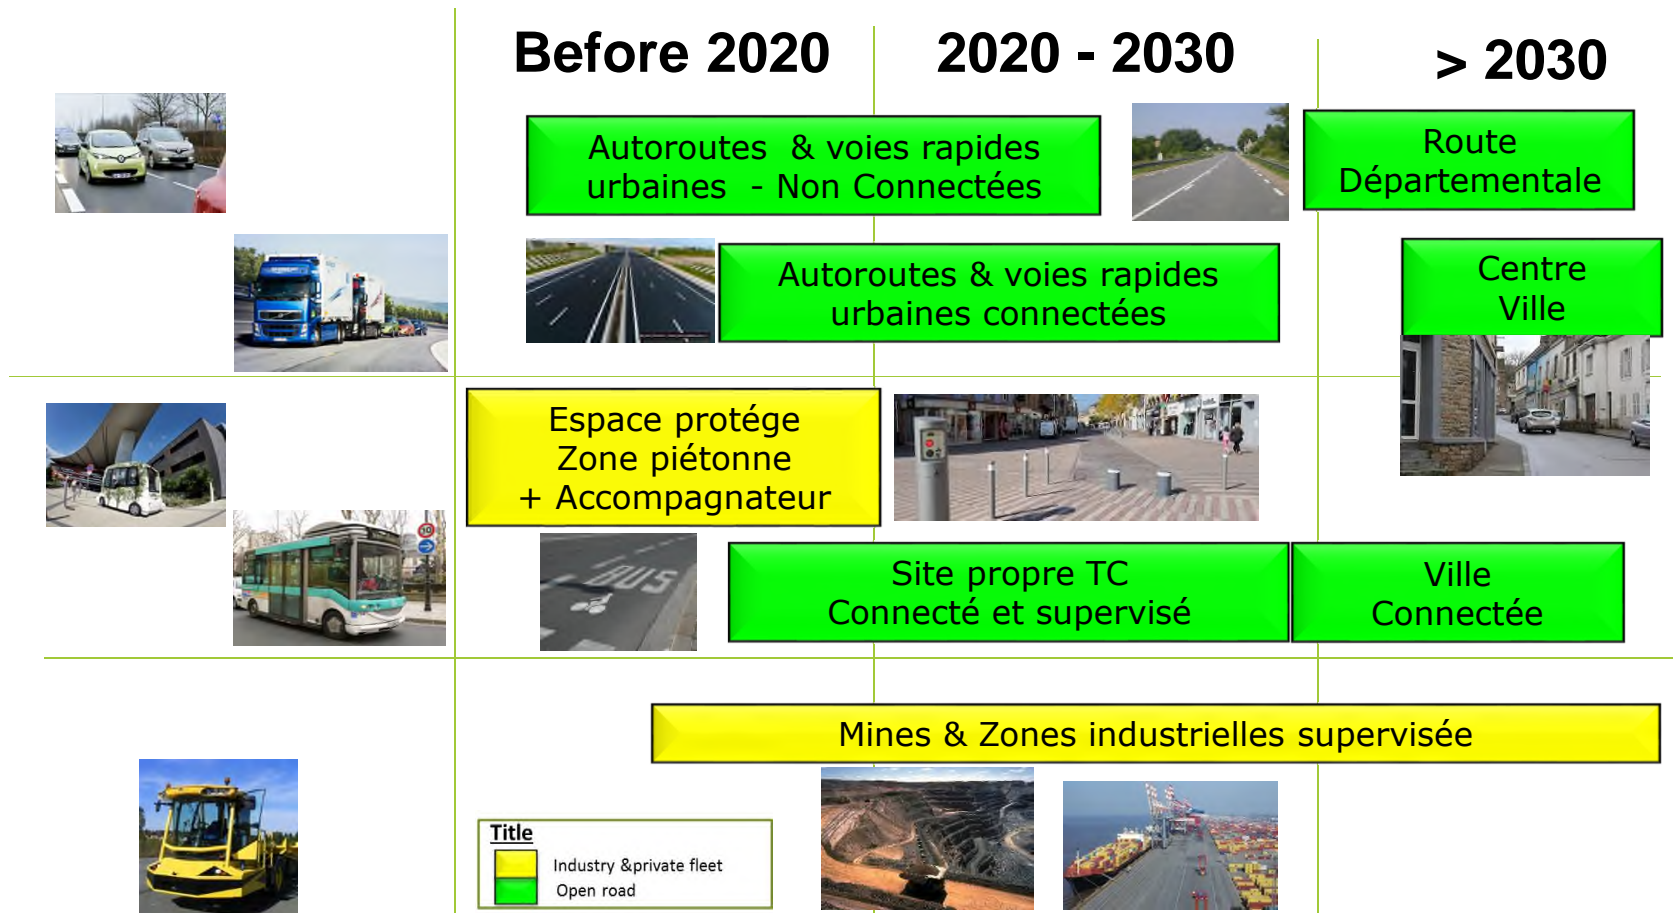 Before 2020
2020 - 2030
> 2030
Autoroutes & voies rapides
urbaines - Non Connectées
Route
Départementale
Autoroutes & voies rapides
urbaines connectées
Centre
Ville
Espace protége
Zone piétonne
+ Accompagnateur
BUS
10
Site propre TC
Connecté et supervisé
Ville
Connectée
Mines & Zones industrielles supervisée
Title
Industry &private fleet
Open road